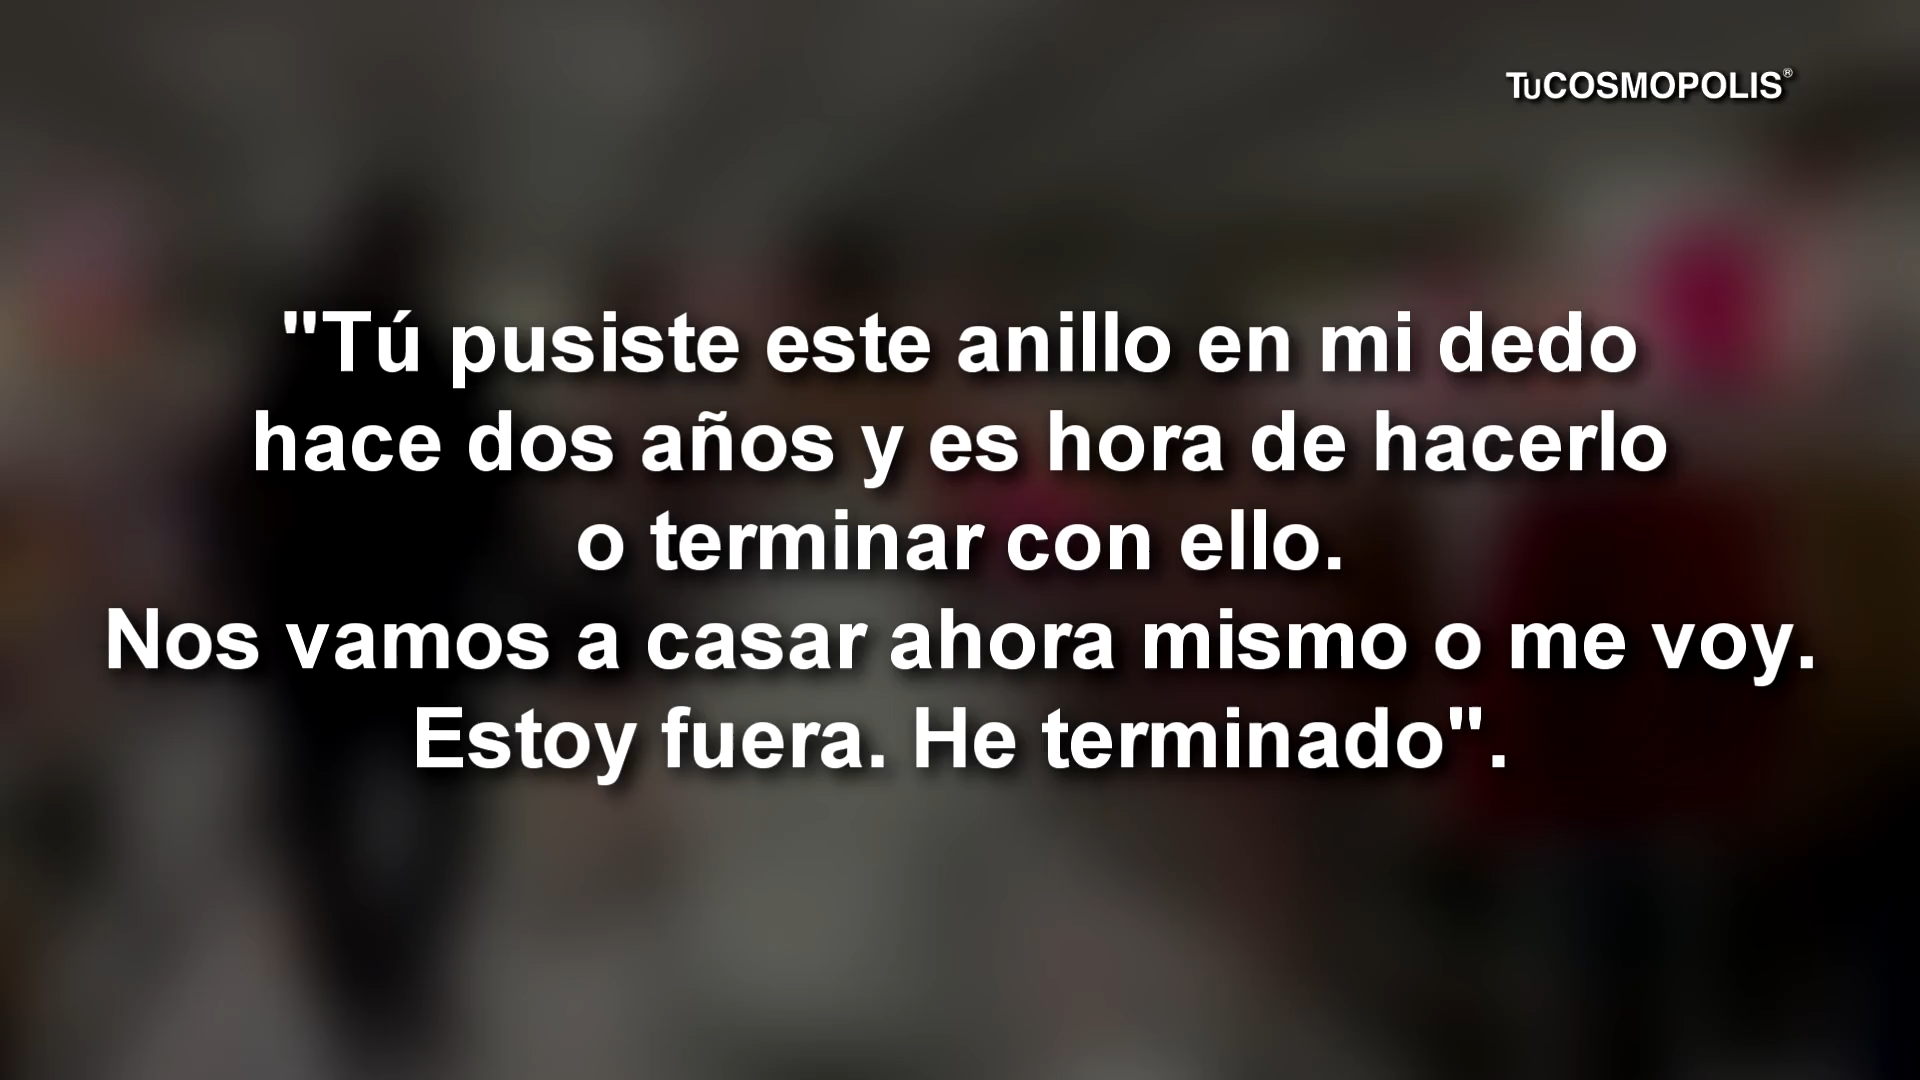 TuCOSMOPOLIS®
"Tú pusiste este anillo en mi dedo
hace dos años y es hora de hacerlo
o terminar con ello.
Nos vamos a casar ahora mismo o me voy.
Estoy fuera. He terminado".